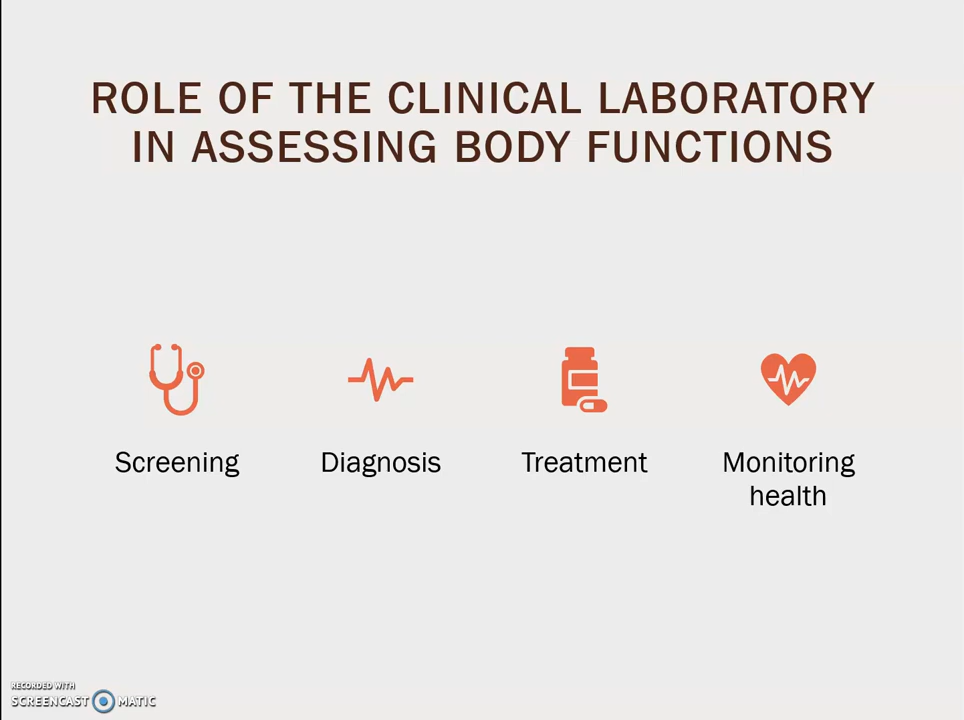 ROLE OF THE CLINICAL LABORATORY
IN ASSESSING BODY FUNCTIONS
Screening
Diagnosis
Treatment
Monitoring
health
RECORDED WITH
SCREENCAST MATIC